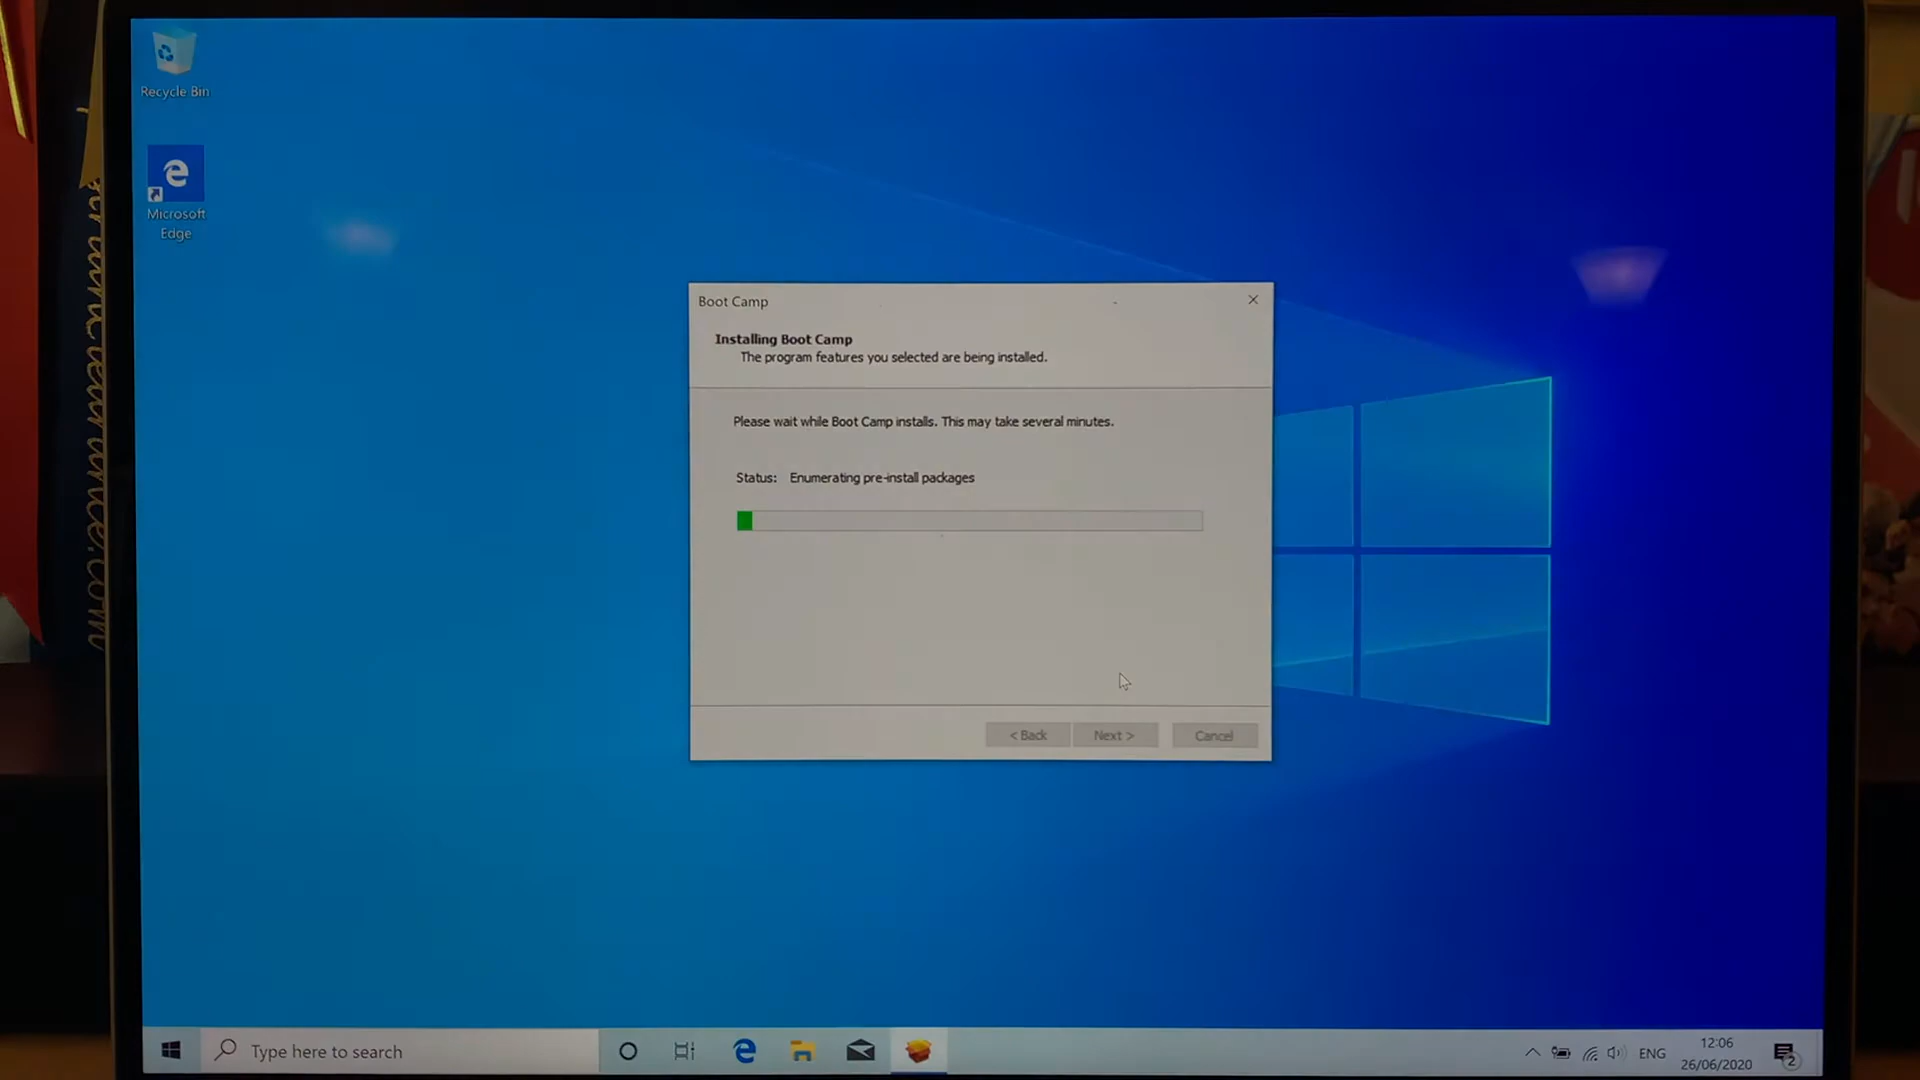 Recycle Bin
Microsoft
Edge
Boot Camp
Installing Boot Camp
The program features you selected are being installed.
Please wait while Boot Camp installs. This may take several minutes.
Status: Enumerating pre-install packages
< Back
Next >
Cancel
Type here to search
ENG
12:06
26/06/2020
2